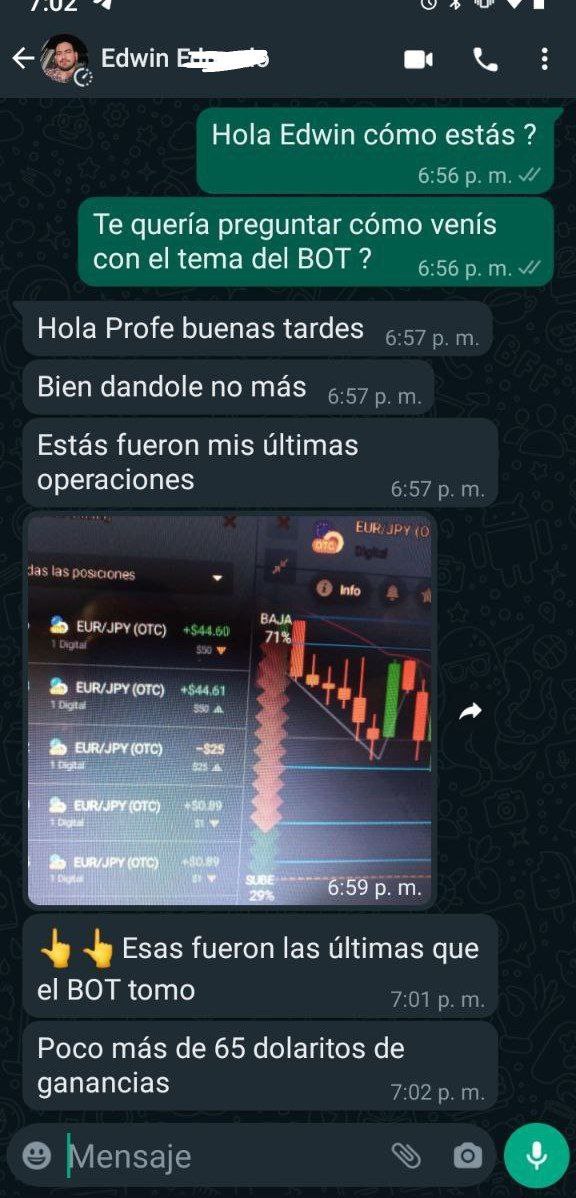 7:02
Edwin
Hola Edwin cómo estás ?
6:56 p. m.
Te quería preguntar cómo venís
con el tema del BOT ?
6:56 p. m.
Hola Profe buenas tardes
6:57 p. m.
Bien dandole no más
6:57 p. m.
Estás fueron mis últimas
operaciones
6:57 p. m.
das las posiciones
EUR/JPY (OTC) +$44.60
1 Digital $50
EUR/JPY (OTC) +$44.61
1 Digital $50
EUR/JPY (OTC) -$25
1 Digital $25
EUR/JPY (OTC) +$0.89
1 Digital $1
EUR/JPY (OTC) +$0.89
1 Digital $1
EUR/JPY (O
OTC
Digital
Info
BAJA
71%
SUBE
29%
6:59 p. m.
👆👆Esas fueron las últimas que
el BOT tomo
7:01 p. m.
Poco más de 65 dolaritos de
ganancias
7:02 p. m.
Mensaje